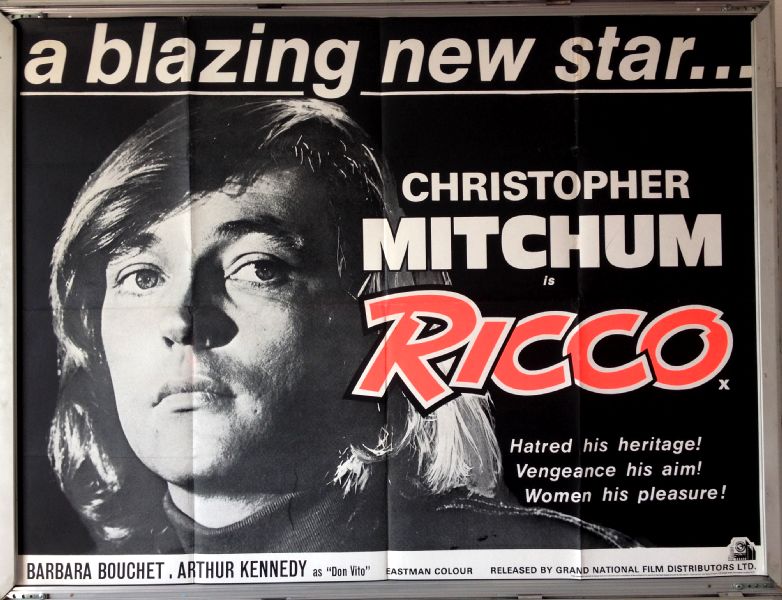 a blazing new star...
CHRISTOPHER
MITCHUM
is
RICCO
x
Hatred his heritage!
Vengeance his aim!
Women his pleasure!
BARBARA BOUCHET, ARTHUR KENNEDY as "Don Vito" EASTMAN COLOUR RELEASED BY GRAND NATIONAL FILM DISTRIBUTORS LTD.